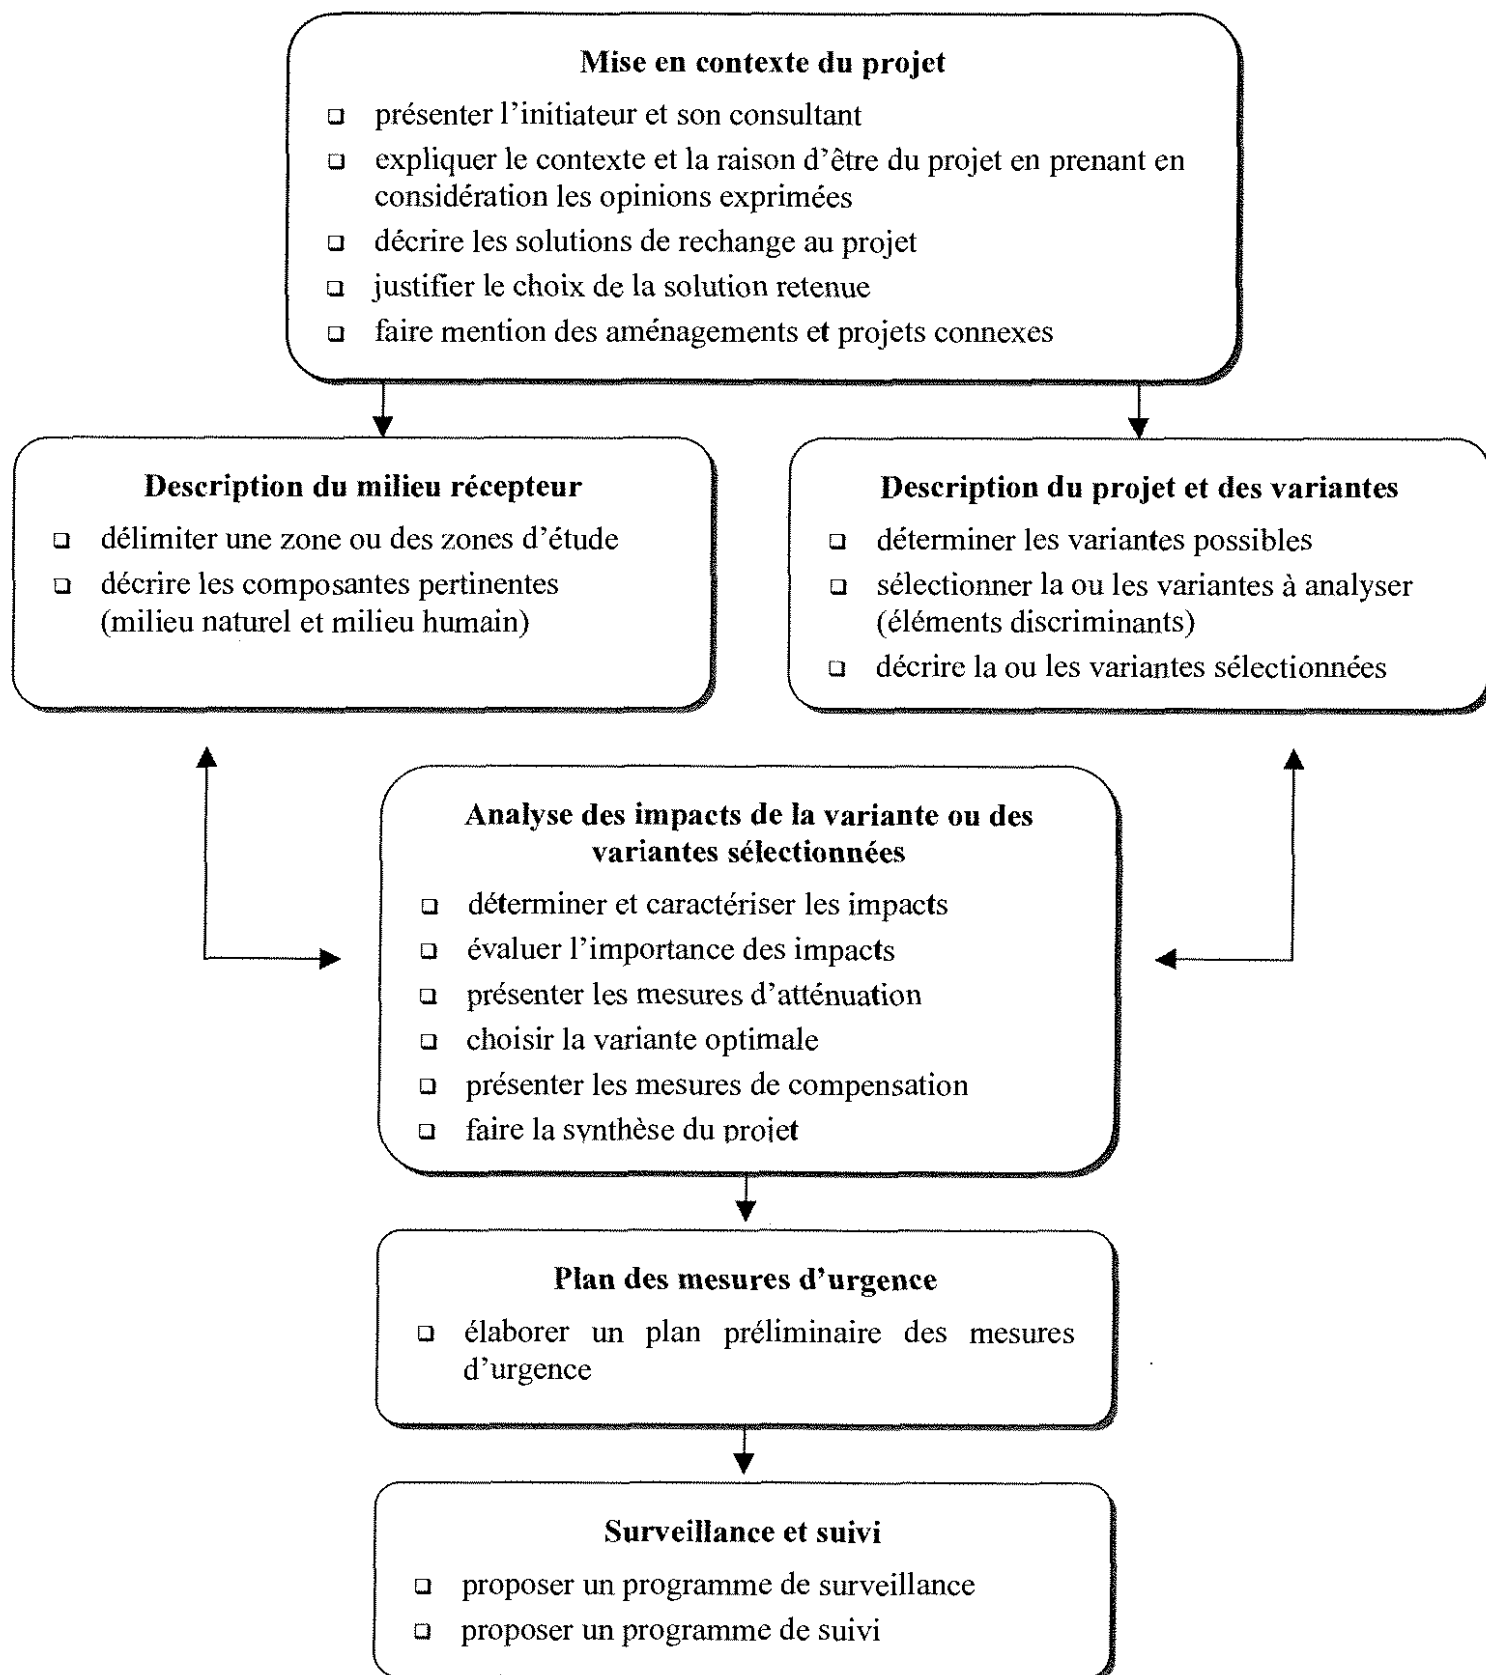 Mise en contexte du projet
❑ présenter l'initiateur et son consultant
❑ expliquer le contexte et la raison d'être du projet en prenant en
considération les opinions exprimées
❑ décrire les solutions de rechange au projet
❑ justifier le choix de la solution retenue
❑ faire mention des aménagements et projets connexes
Description du milieu récepteur
❑ délimiter une zone ou des zones d'étude
❑ décrire les composantes pertinentes
(milieu naturel et milieu humain)
Description du projet et des variantes
❑ déterminer les variantes possibles
❑ sélectionner la ou les variantes à analyser
(éléments discriminants)
❑ décrire la ou les variantes sélectionnées
Analyse des impacts de la variante ou des
variantes sélectionnées
❑ déterminer et caractériser les impacts
❑ évaluer l'importance des impacts
❑ présenter les mesures d'atténuation
❑ choisir la variante optimale
❑ présenter les mesures de compensation
❑ faire la synthèse du projet
Plan des mesures d'urgence
❑ élaborer un plan préliminaire des mesures
d'urgence
Surveillance et suivi
❑ proposer un programme de surveillance
❑ proposer un programme de suivi